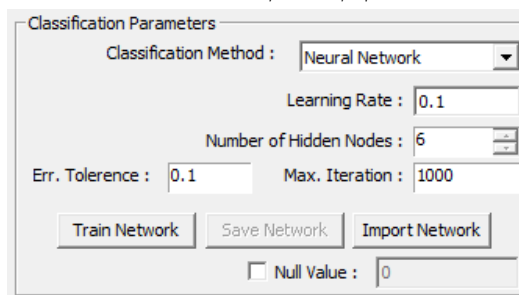 Classification Parameters
Classification Method : Neural Network
Learning Rate : 0.1
Number of Hidden Nodes : 6
Err. Tolerence : 0.1 Max. Iteration : 1000
Train Network Save Network Import Network
Null Value : 0